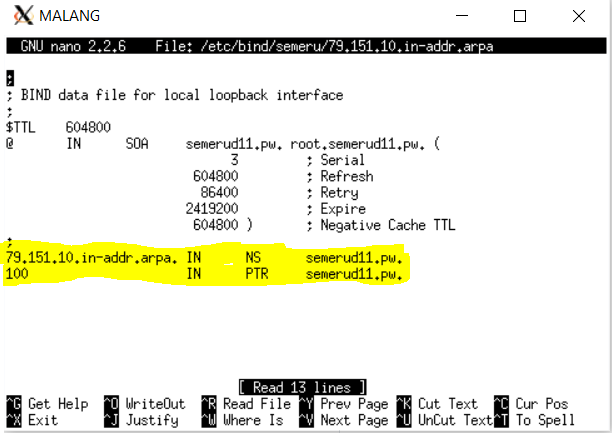 MALANG
GNU nano 2.2.6 File: /etc/bind/semeru/79.151.10.in-addr.arpa
;
; BIND data file for local loopback interface
;
$TTL 604800
@ IN SOA semerud11.pw. root.semerud11.pw. (
3 ; Serial
604800 ; Refresh
86400 ; Retry
2419200 ; Expire
604800 ) ; Negative Cache TTL
;
79.151.10.in-addr.arpa. IN NS semerud11.pw.
100 IN PTR semerud11.pw.
[ Read 13 lines ]
^G Get Help ^O WriteOut ^R Read File ^Y Prev Page ^K Cut Text ^C Cur Pos
^X Exit ^J Justify ^W Where Is ^V Next Page ^U UnCut Text ^T To Spell